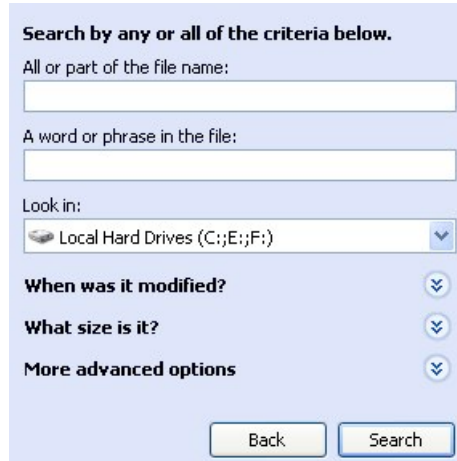 Search by any or all of the criteria below.
All or part of the file name:
A word or phrase in the file:
Look in:
Local Hard Drives (C:;E:;F:)
When was it modified?
What size is it?
More advanced options
Back Search